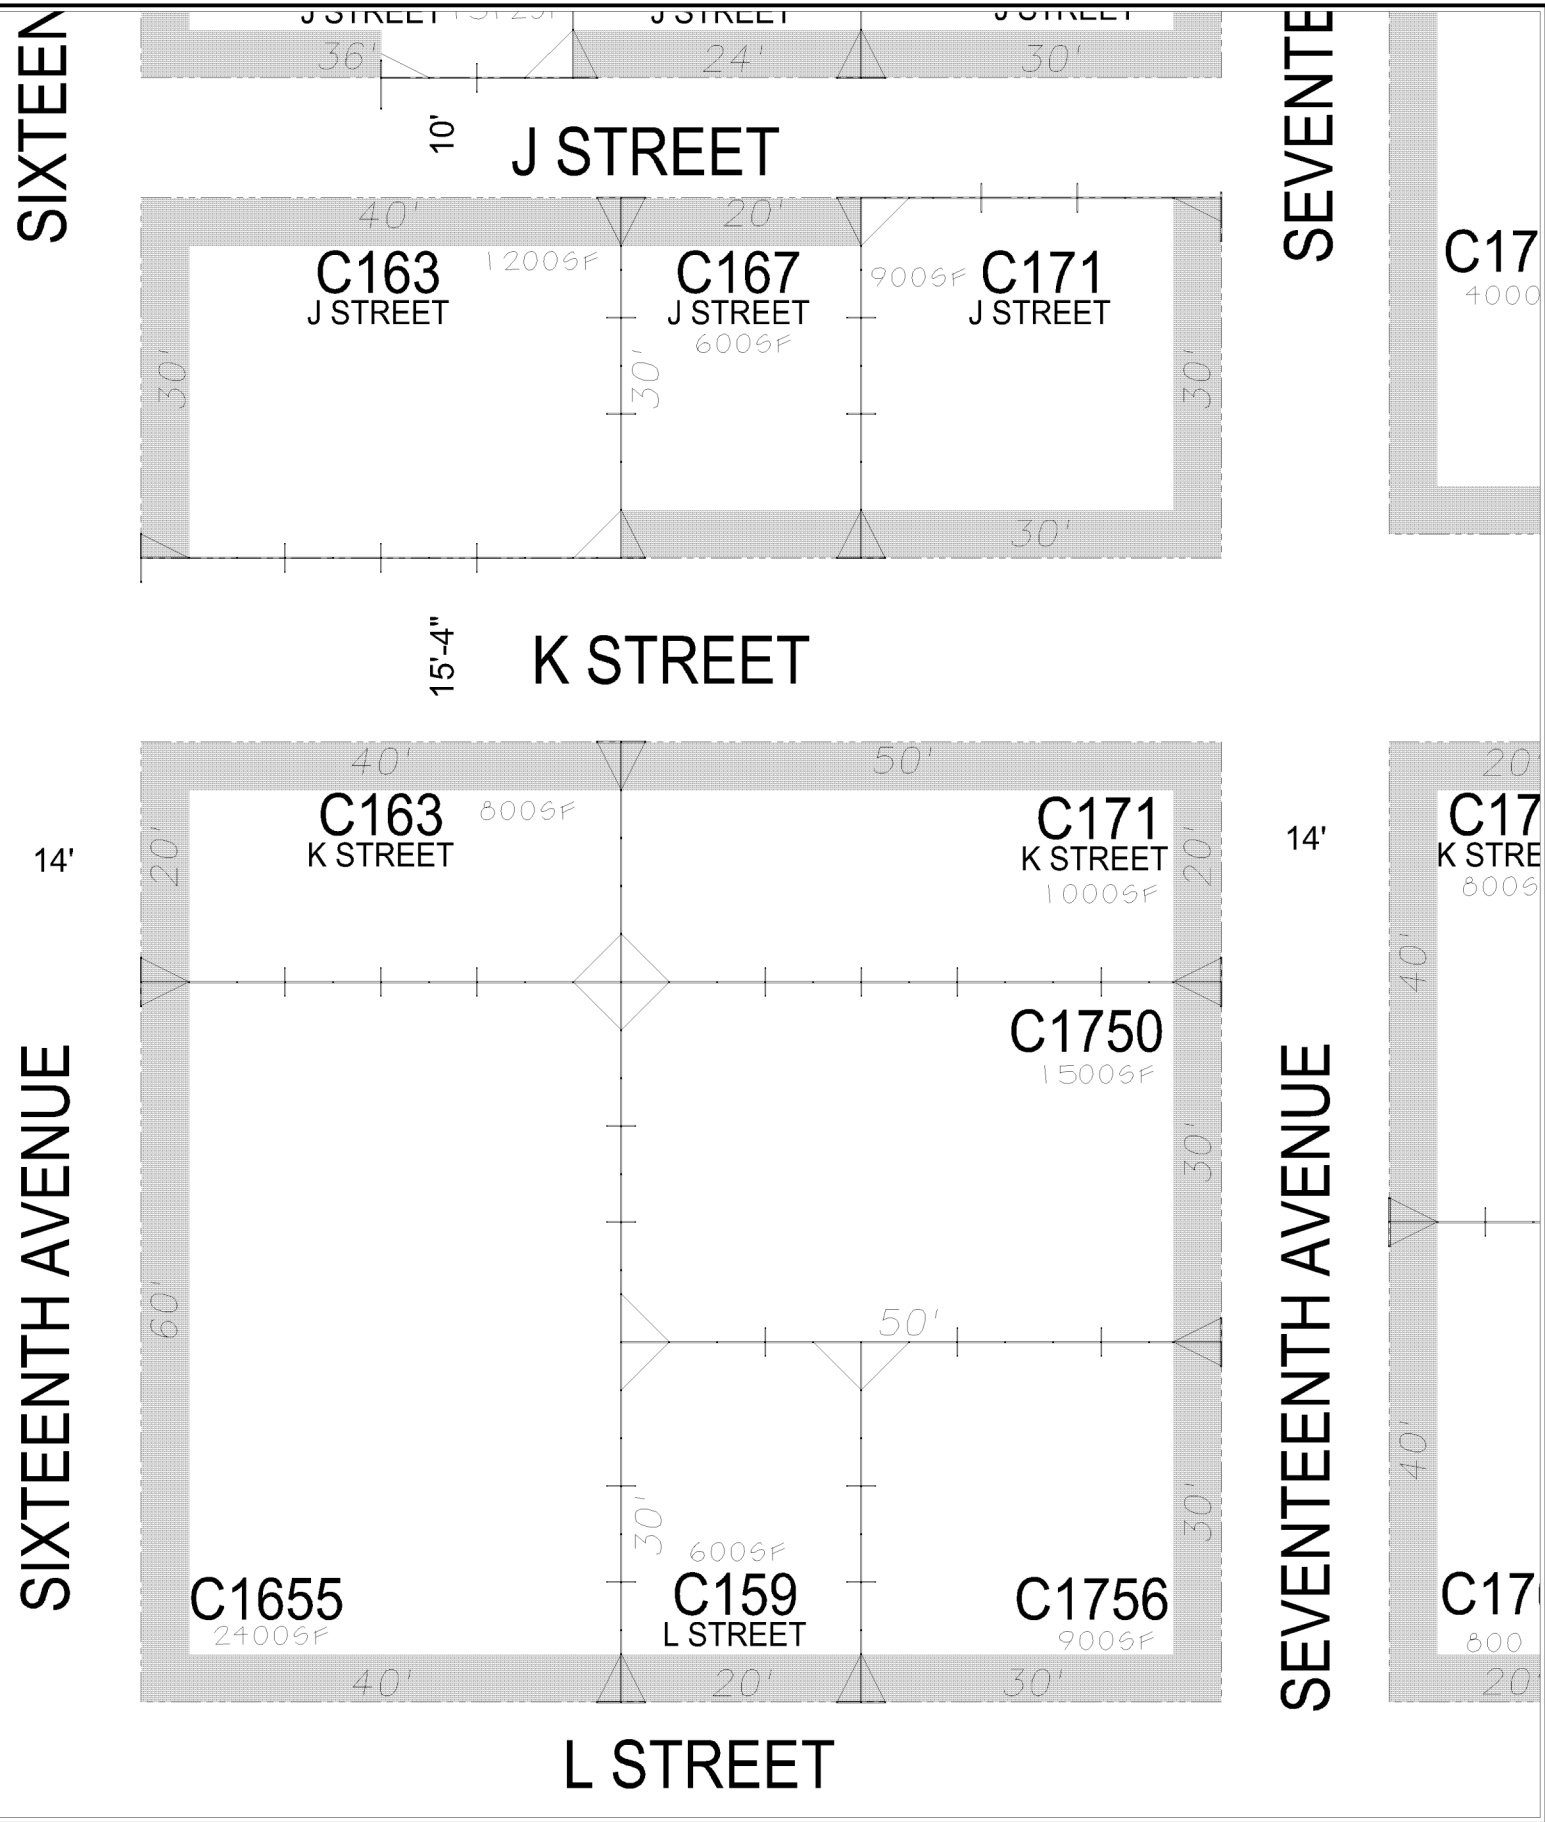 J STREET
J STREET
J STREET
36'
24'
30'
SIXTEEN
SEVENTE
10'
J STREET
40'
20'
C163
J STREET
1200SF
C167
J STREET
600SF
900SF
C171
J STREET
C17
4000
30'
30'
30'
30'
15'-4"
K STREET
40'
50'
20'
C163
K STREET
800SF
C171
K STREET
1000SF
C17
K STRE
800S
14'
20'
20'
14'
40'
C1750
1500SF
30'
SIXTEENTH AVENUE
SEVENTEENTH AVENUE
60'
50'
40'
30'
30'
C1655
2400SF
600SF
C159
L STREET
C1756
900SF
C17
800
40'
20'
30'
20'
L STREET